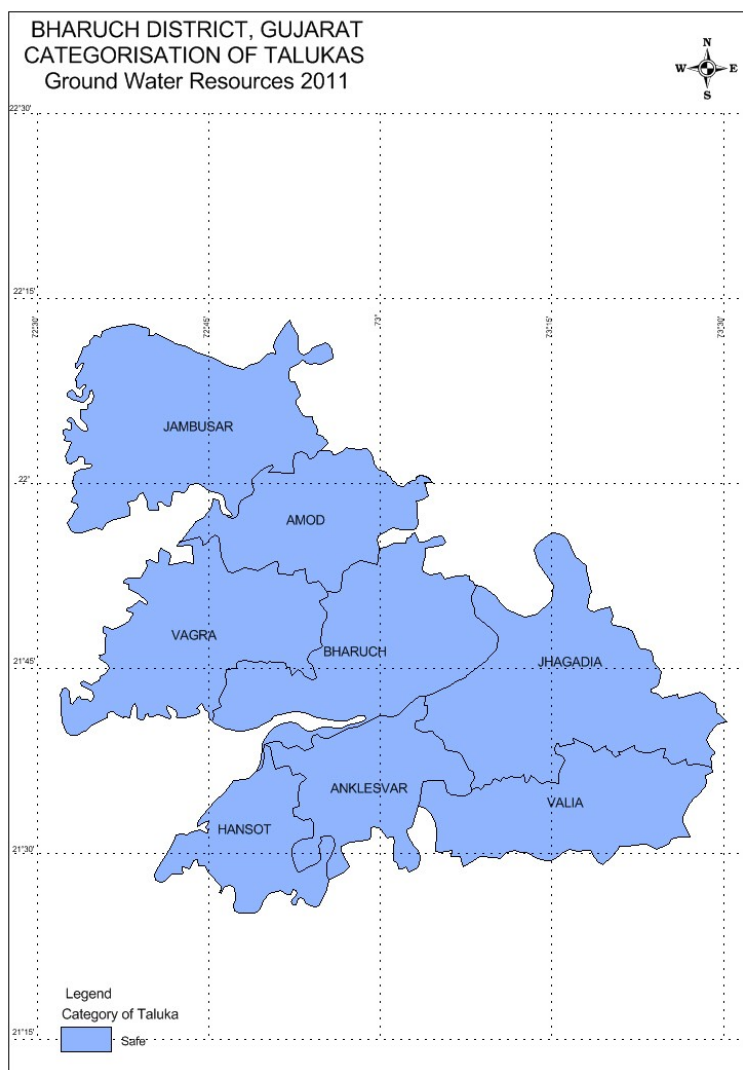 BHARUCH DISTRICT, GUJARAT
CATEGORISATION OF TALUKAS
Ground Water Resources 2011
N
W E
S
22°30'
22°15'
22°30'
22°45'
73°
73°15'
73°30'
JAMBUSAR
22°
AMOD
VAGRA
BHARUCH
JHAGADIA
21°45'
ANKLESVAR
VALIA
HANSOT
21°30'
Legend
Category of Taluka
21°15'
Safe